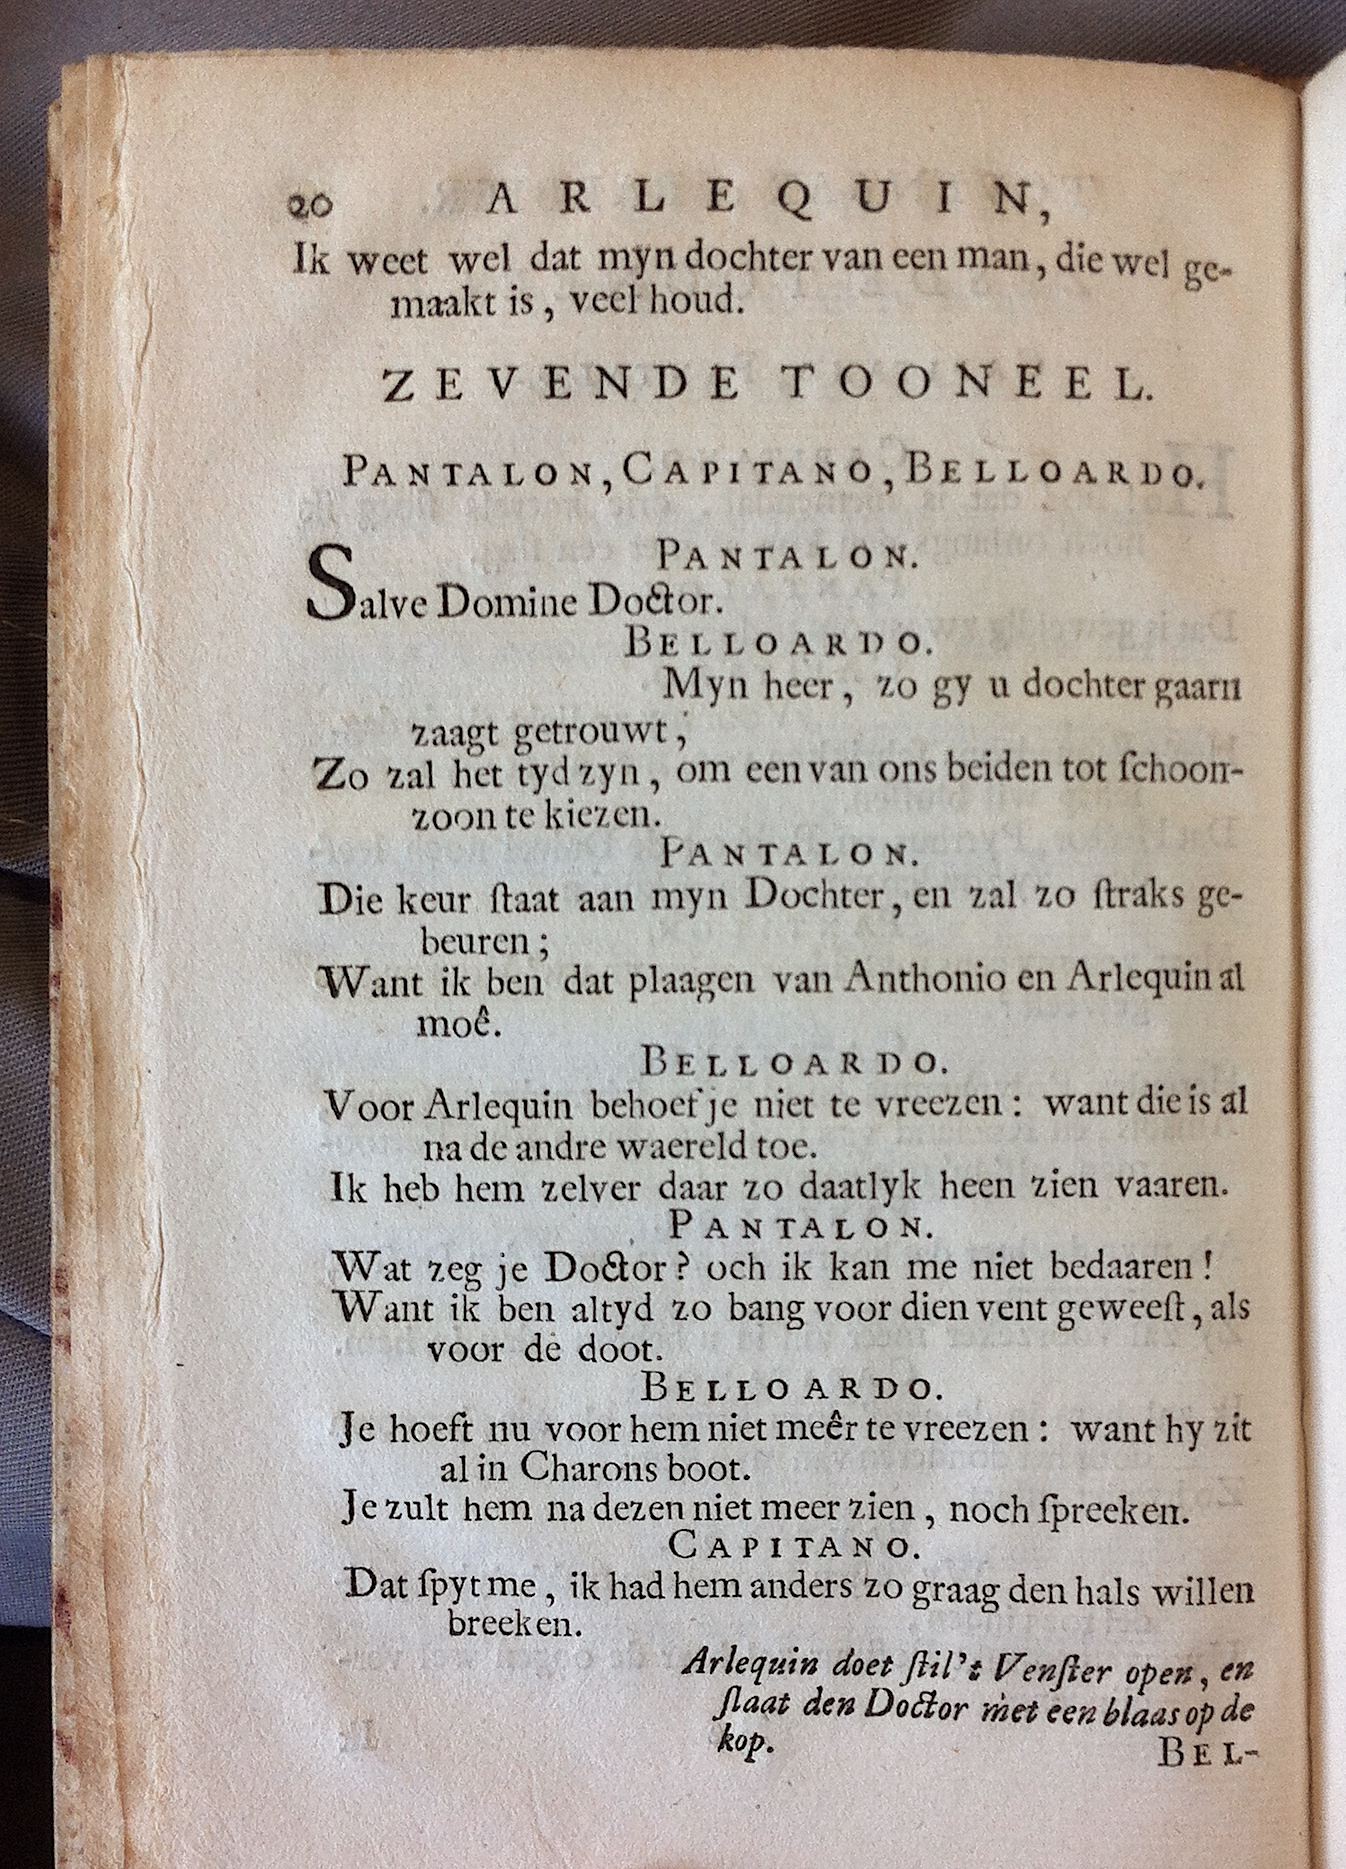 20 ARLEQUIN,
Ik weet wel dat myn dochter van een man, die wel ge-
maakt is, veel houd.
ZEVENDE TOONEEL.
PANTALON, CAPITANO, BELLOARDO.
PANTALON.
Salve Domine Doctor.
BELLOARDO.
Myn heer, zo gy u dochter gaarn
zaagt getrouwt,
Zo zal het tyd zyn, om een van ons beiden tot ſchoon-
zoon te kiezen.
PANTALON.
Die keur ſtaat aan myn Dochter, en zal zo ſtraks ge-
beuren;
Want ik ben dat plaagen van Anthonio en Arlequin al
moê.
BELLOARDO.
Voor Arlequin behoef je niet te vreezen: want die is al
na de andre waereld toe.
Ik heb hem zelver daar zo daatlyk heen zien vaaren.
PANTALON.
Wat zeg je Doctor? och ik kan me niet bedaaren!
Want ik ben altyd zo bang voor dien vent geweeſt, als
voor de doot.
BELLOARDO.
Je hoeft nu voor hem niet meêr te vreezen: want hy zit
al in Charons boot.
Je zult hem na dezen niet meer zien, noch ſpreeken.
CAPITANO.
Dat ſpyt me, ik had hem anders zo graag den hals willen
breeken.
Arlequin doet ſtil 't Venſter open, en
ſlaat den Doctor met een blaas op de
kop.
BEL-